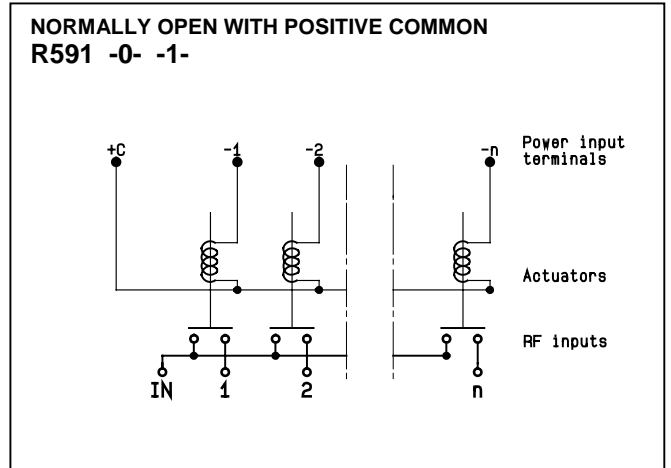 NORMALLY OPEN WITH POSITIVE COMMON
R591 -0- -1-
+C -1 -2 -n Power input
terminals
Actuators
RF inputs
IN 1 2 n